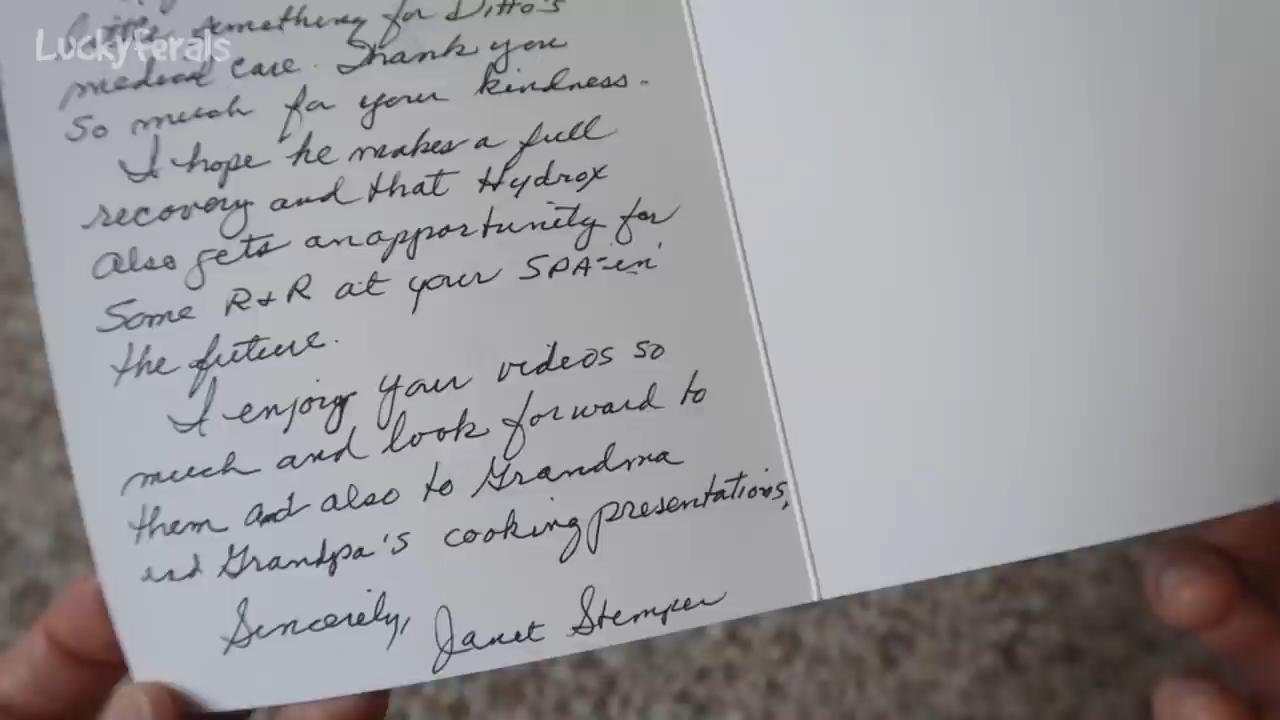 Luckyferals
little something for Ditto's
medical care. Thank you
so much for your kindness.
I hope he makes a full
recovery and that Hydrox
also gets an opportunity for
some R&R at your SPA-in
the future.
I enjoy your videos so
much and look forward to
them and also to Grandma
and Grandpa's cooking presentations,
Sincerely, Janet Stemper